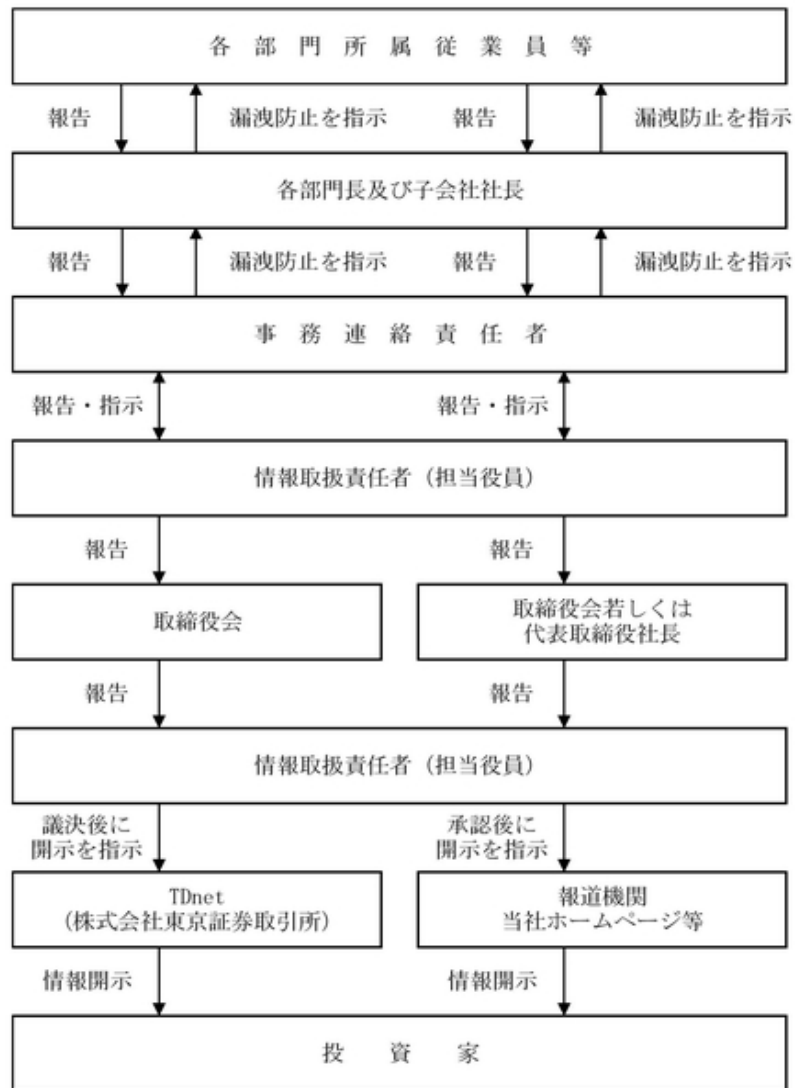 各部門所属従業員等
報告 漏洩防止を指示 報告 漏洩防止を指示
各部門長及び子会社社長
報告 漏洩防止を指示 報告 漏洩防止を指示
事務連絡責任者
報告・指示 報告・指示
情報取扱責任者（担当役員）
報告 報告
取締役会
取締役会若しくは
代表取締役社長
報告 報告
情報取扱責任者（担当役員）
議決後に
開示を指示
承認後に
開示を指示
TDnet
（株式会社東京証券取引所）
報道機関
当社ホームページ等
情報開示 情報開示
投資家